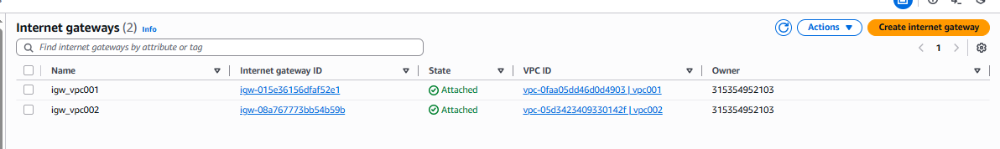 Internet gateways (2) Info
Actions
Create internet gateway
Find internet gateways by attribute or tag
1
Name Internet gateway ID State VPC ID Owner
igw_vpc001 igw-015e36156dfaf52e1 Attached vpc-0faa05dd46d0d4903 | vpc001 315354952103
igw_vpc002 igw-08a767773bb54b59b Attached vpc-05d3423409330142f | vpc002 315354952103